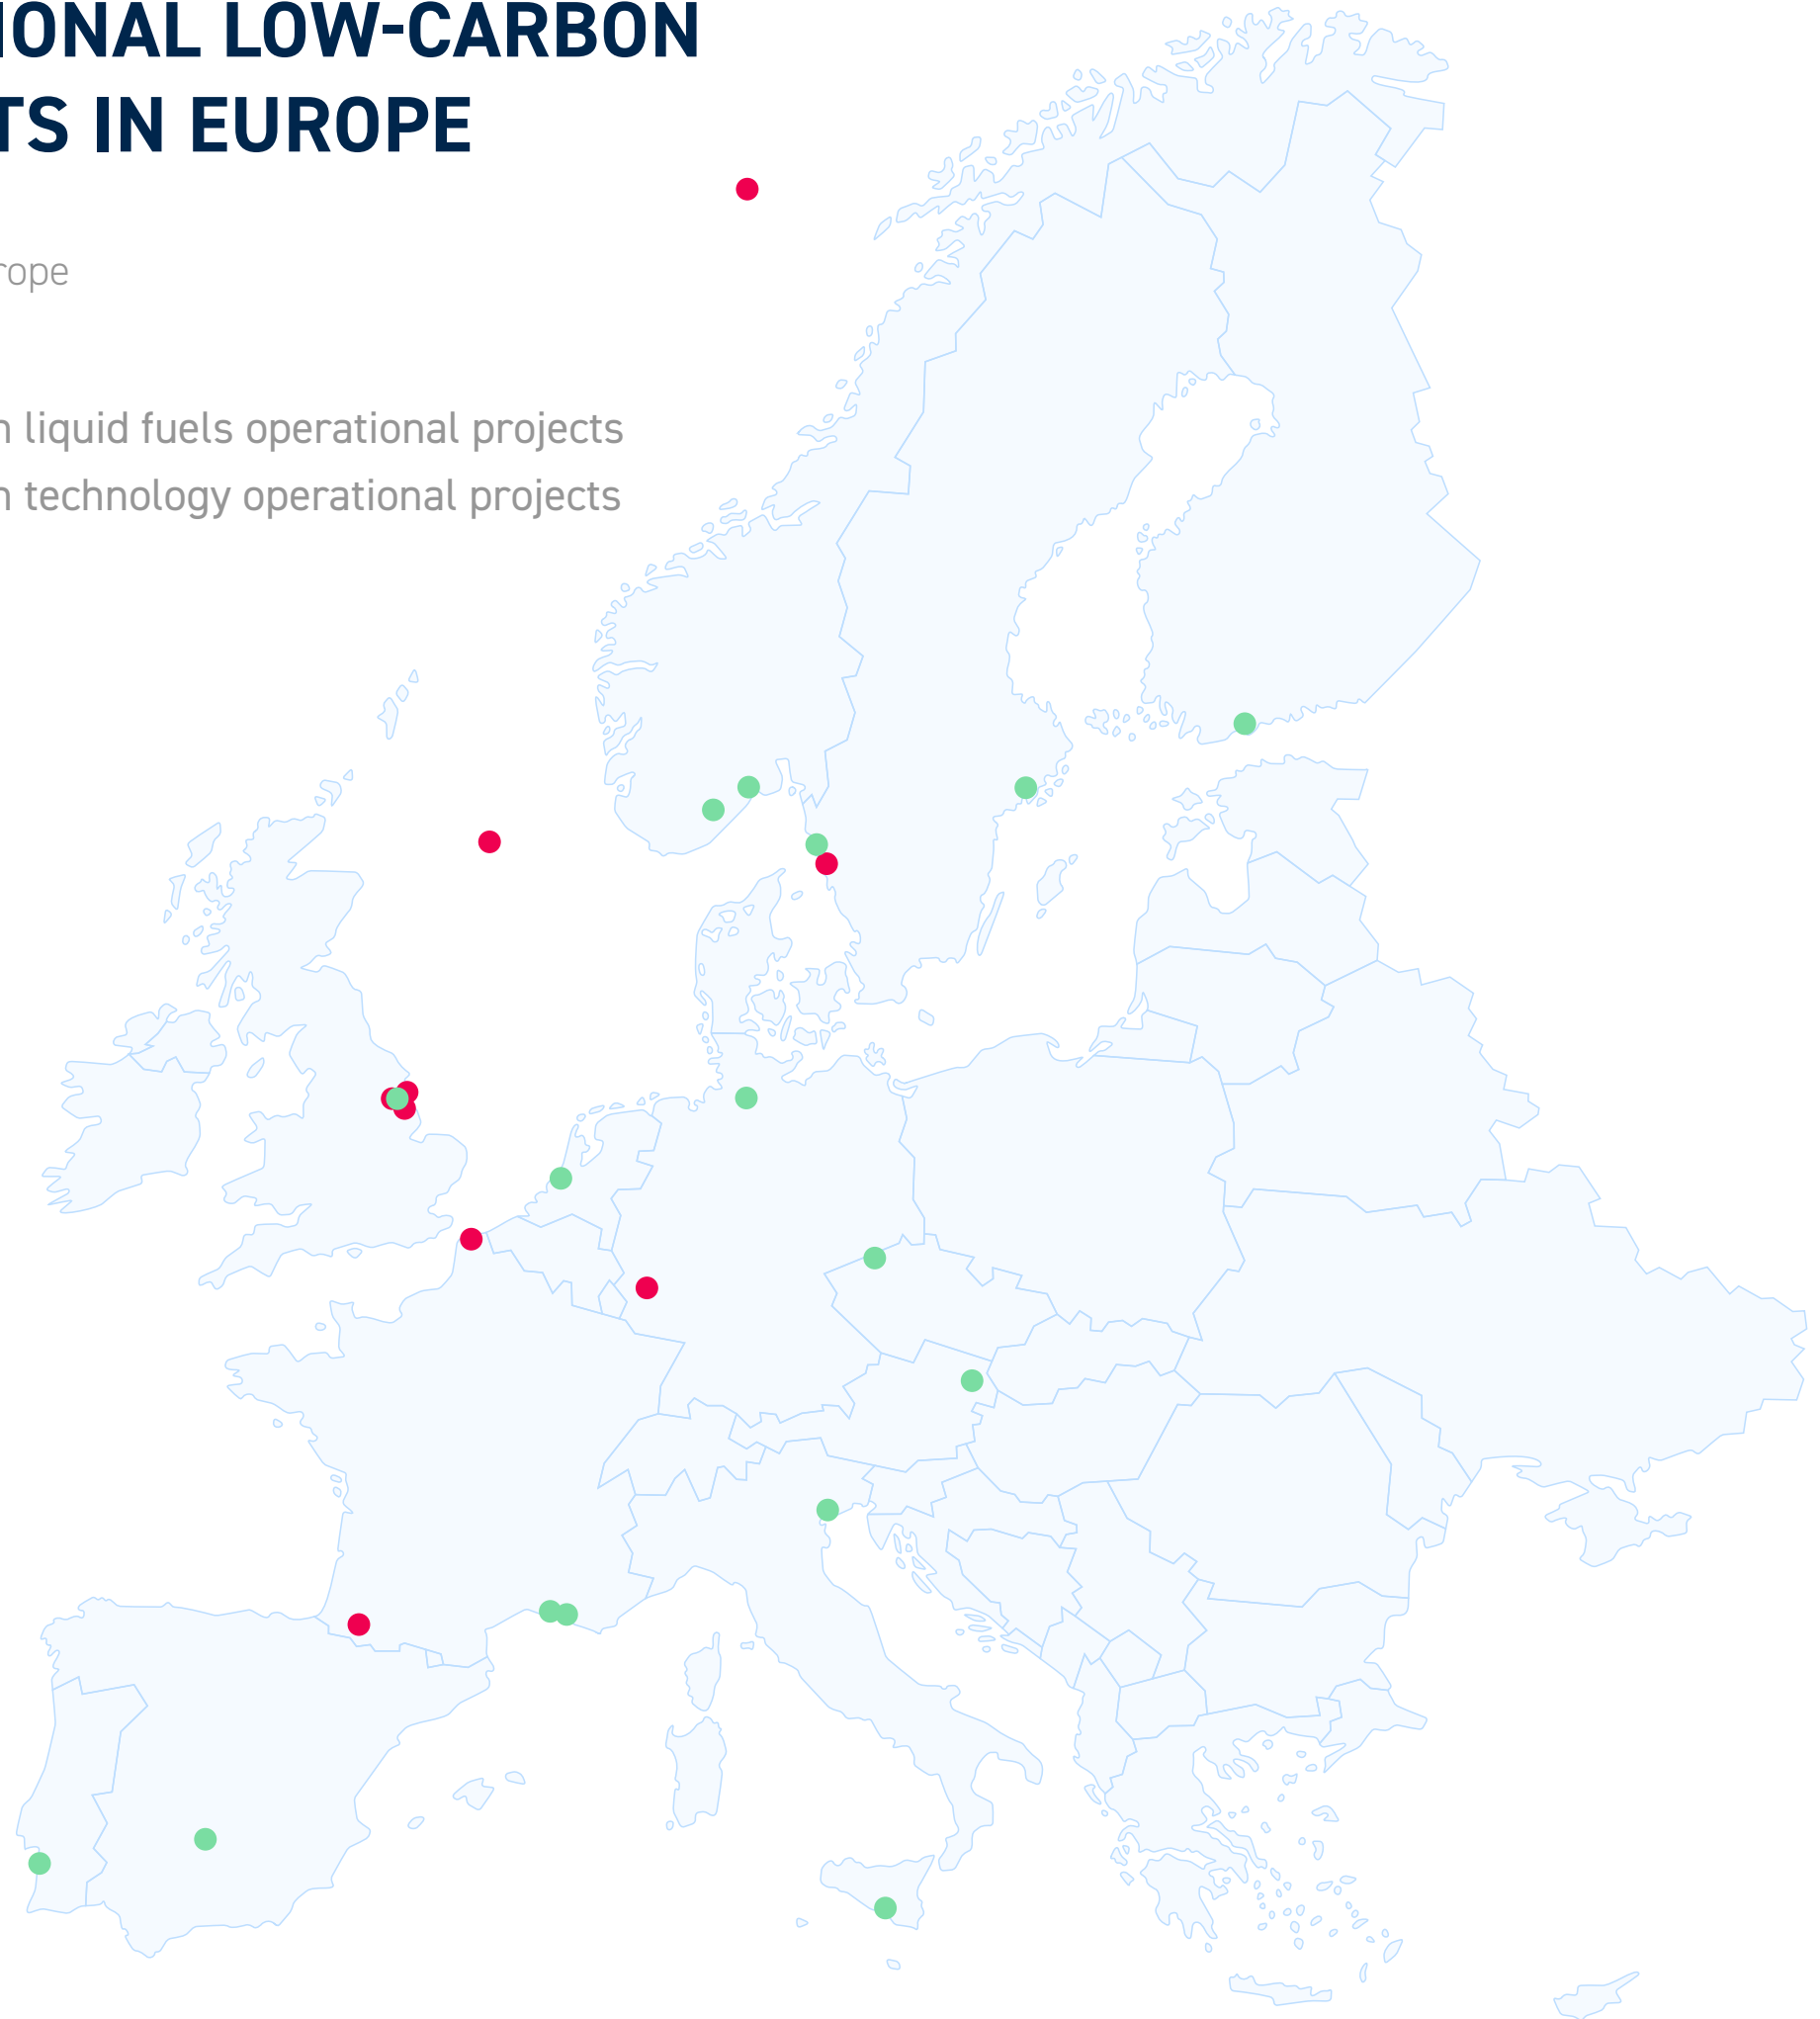 IONAL LOW-CARBON
TS IN EUROPE
rope
n liquid fuels operational projects
n technology operational projects